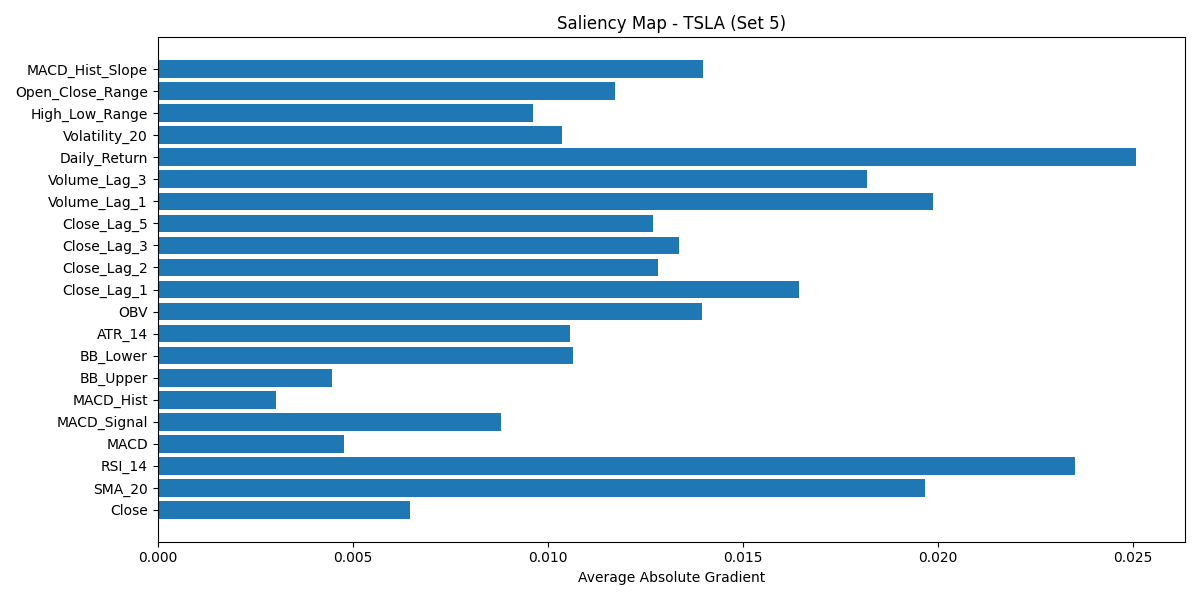 Saliency Map - TSLA (Set 5)
MACD_Hist_Slope
Open_Close_Range
High_Low_Range
Volatility_20
Daily_Return
Volume_Lag_3
Volume_Lag_1
Close_Lag_5
Close_Lag_3
Close_Lag_2
Close_Lag_1
OBV
ATR_14
BB_Lower
BB_Upper
MACD_Hist
MACD_Signal
MACD
RSI_14
SMA_20
Close
0.000 0.005 0.010 0.015 0.020 0.025
Average Absolute Gradient